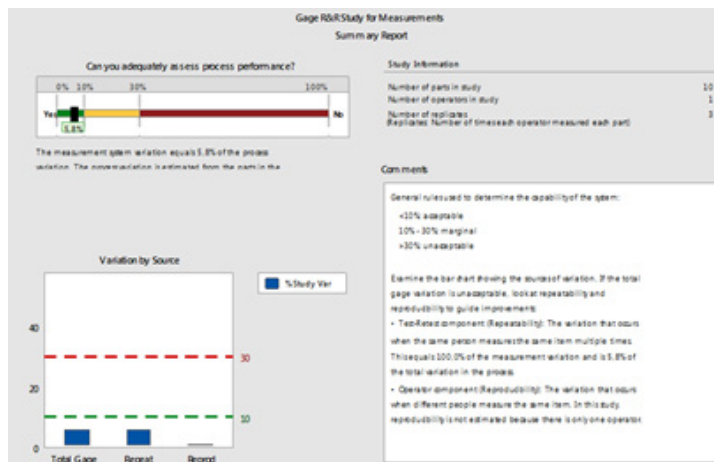 Gage R&R Study for Measurements
Summary Report
Can you adequately assess process performance?
0% 10% 30% 100%
Yes No
5.8%
The measurement system variation equals 5.8% of the process
variation. The process variation is estimated from the parts in the
Study Information
Number of parts in study 10
Number of operators in study 1
Number of replicates 3
(Replicates: Number of times each operator measured each part)
Comments
General rules used to determine the capability of the system:
<10% acceptable
10% - 30% marginal
>30% unacceptable
Examine the bar chart showing the sources of variation. If the total
gage variation is unacceptable, look at repeatability and
reproducibility to guide improvements:
• Test-Retest component (Repeatability): The variation that occurs
when the same person measures the same item multiple times.
This equals 100.0% of the measurement variation and is 5.8% of
the total variation in the process.
• Operator component (Reproducibility): The variation that occurs
when different people measure the same item. In this study,
reproducibility is not estimated because there is only one operator.
Variation by Source
% Study Var
40
30
20
10
0
Total Gage Repeat Reprod